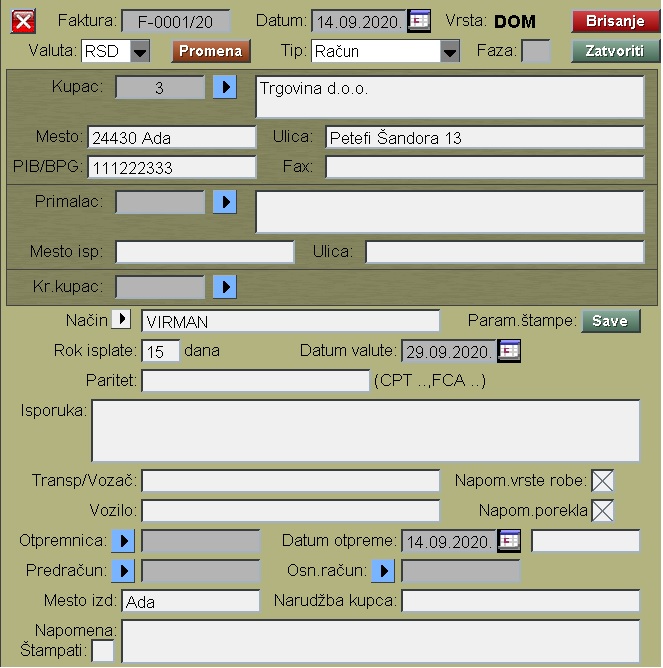 Faktura: F-0001/20 Datum: 14.09.2020. Vrsta: DOM Brisanje
Valuta: RSD Promena Tip: Račun Faza: Zatvoriti
Kupac: 3 Trgovina d.o.o.
Mesto: 24430 Ada Ulica: Petefi Šandora 13
PIB/BPG: 111222333 Fax:
Primalac:
Mesto isp: Ulica:
Kr.kupac:
Način VIRMAN Param.štampe: Save
Rok isplate: 15 dana Datum valute: 29.09.2020.
Paritet: (CPT ..,FCA ..)
Isporuka:
Transp/Vozač: Napom.vrste robe:
Vozilo: Napom.porekla
Otpremnica: Datum otpreme: 14.09.2020.
Predračun: Osn.račun:
Mesto izd: Ada Narudžba kupca:
Napomena:
Štampati: